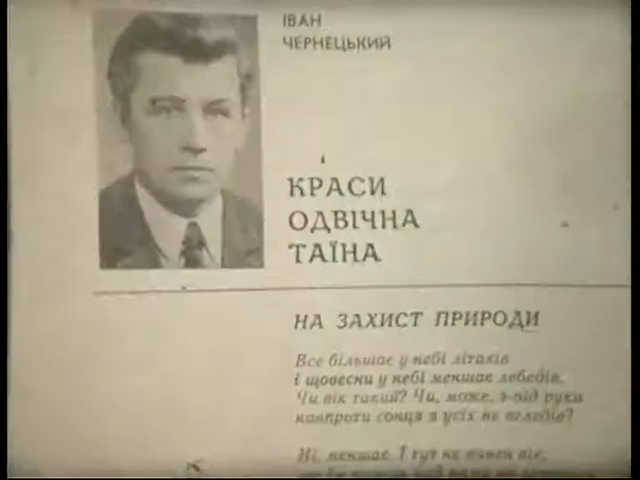 ІВАН
ЧЕРНЕЦЬКИЙ
КРАСИ
ОДВІЧНА
ТАЇНА
НА ЗАХИСТ ПРИРОДИ
Все більшає у небі літаків
і щовесни у небі меншає лебедів.
Чи вік такий? Чи, може, з-під руки
навпроти сонця я усіх не
Ні, меншає. І тут не винен вік,